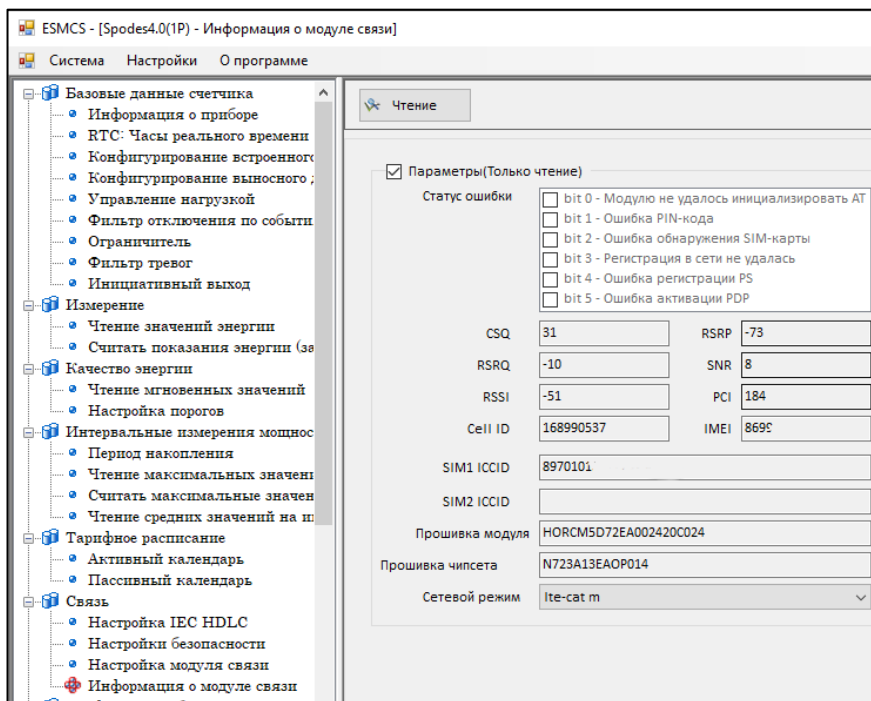 ESMCS - [Spodes4.0(1P) - Информация о модуле связи]
Система Настройки О программе
Базовые данные счетчика
Информация о приборе
RTC: Часы реального времени
Конфигурирование встроенног
Конфигурирование выносного
Управление нагрузкой
Фильтр отключения по событи
Ограничитель
Фильтр тревог
Инициативный выход
Измерение
Чтение значений энергии
Считать показания энергии (за
Качество энергии
Чтение мгновенных значений
Настройка порогов
Интервальные измерения мощнос
Период накопления
Чтение максимальных значени
Считать максимальные значен
Чтение средних значений на и
Тарифное расписание
Активный календарь
Пассивный календарь
Связь
Настройка IEC HDLC
Настройки безопасности
Настройка модуля связи
Информация о модуле связи
Чтение
Параметры(Только чтение)
Статус ошибки
bit 0 - Модулю не удалось инициализировать AT
bit 1 - Ошибка PIN-кода
bit 2 - Ошибка обнаружения SIM-карты
bit 3 - Регистрация в сети не удалась
bit 4 - Ошибка регистрации PS
bit 5 - Ошибка активации PDP
CSQ 31 RSRP -73
RSRQ -10 SNR 8
RSSI -51 PCI 184
Cell ID 168990537 IMEI 8699
SIM1 ICCID 8970101
SIM2 ICCID
Прошивка модуля HORCM5D72EA002420C024
Прошивка чипсета N723A13EAOP014
Сетевой режим lte-cat m